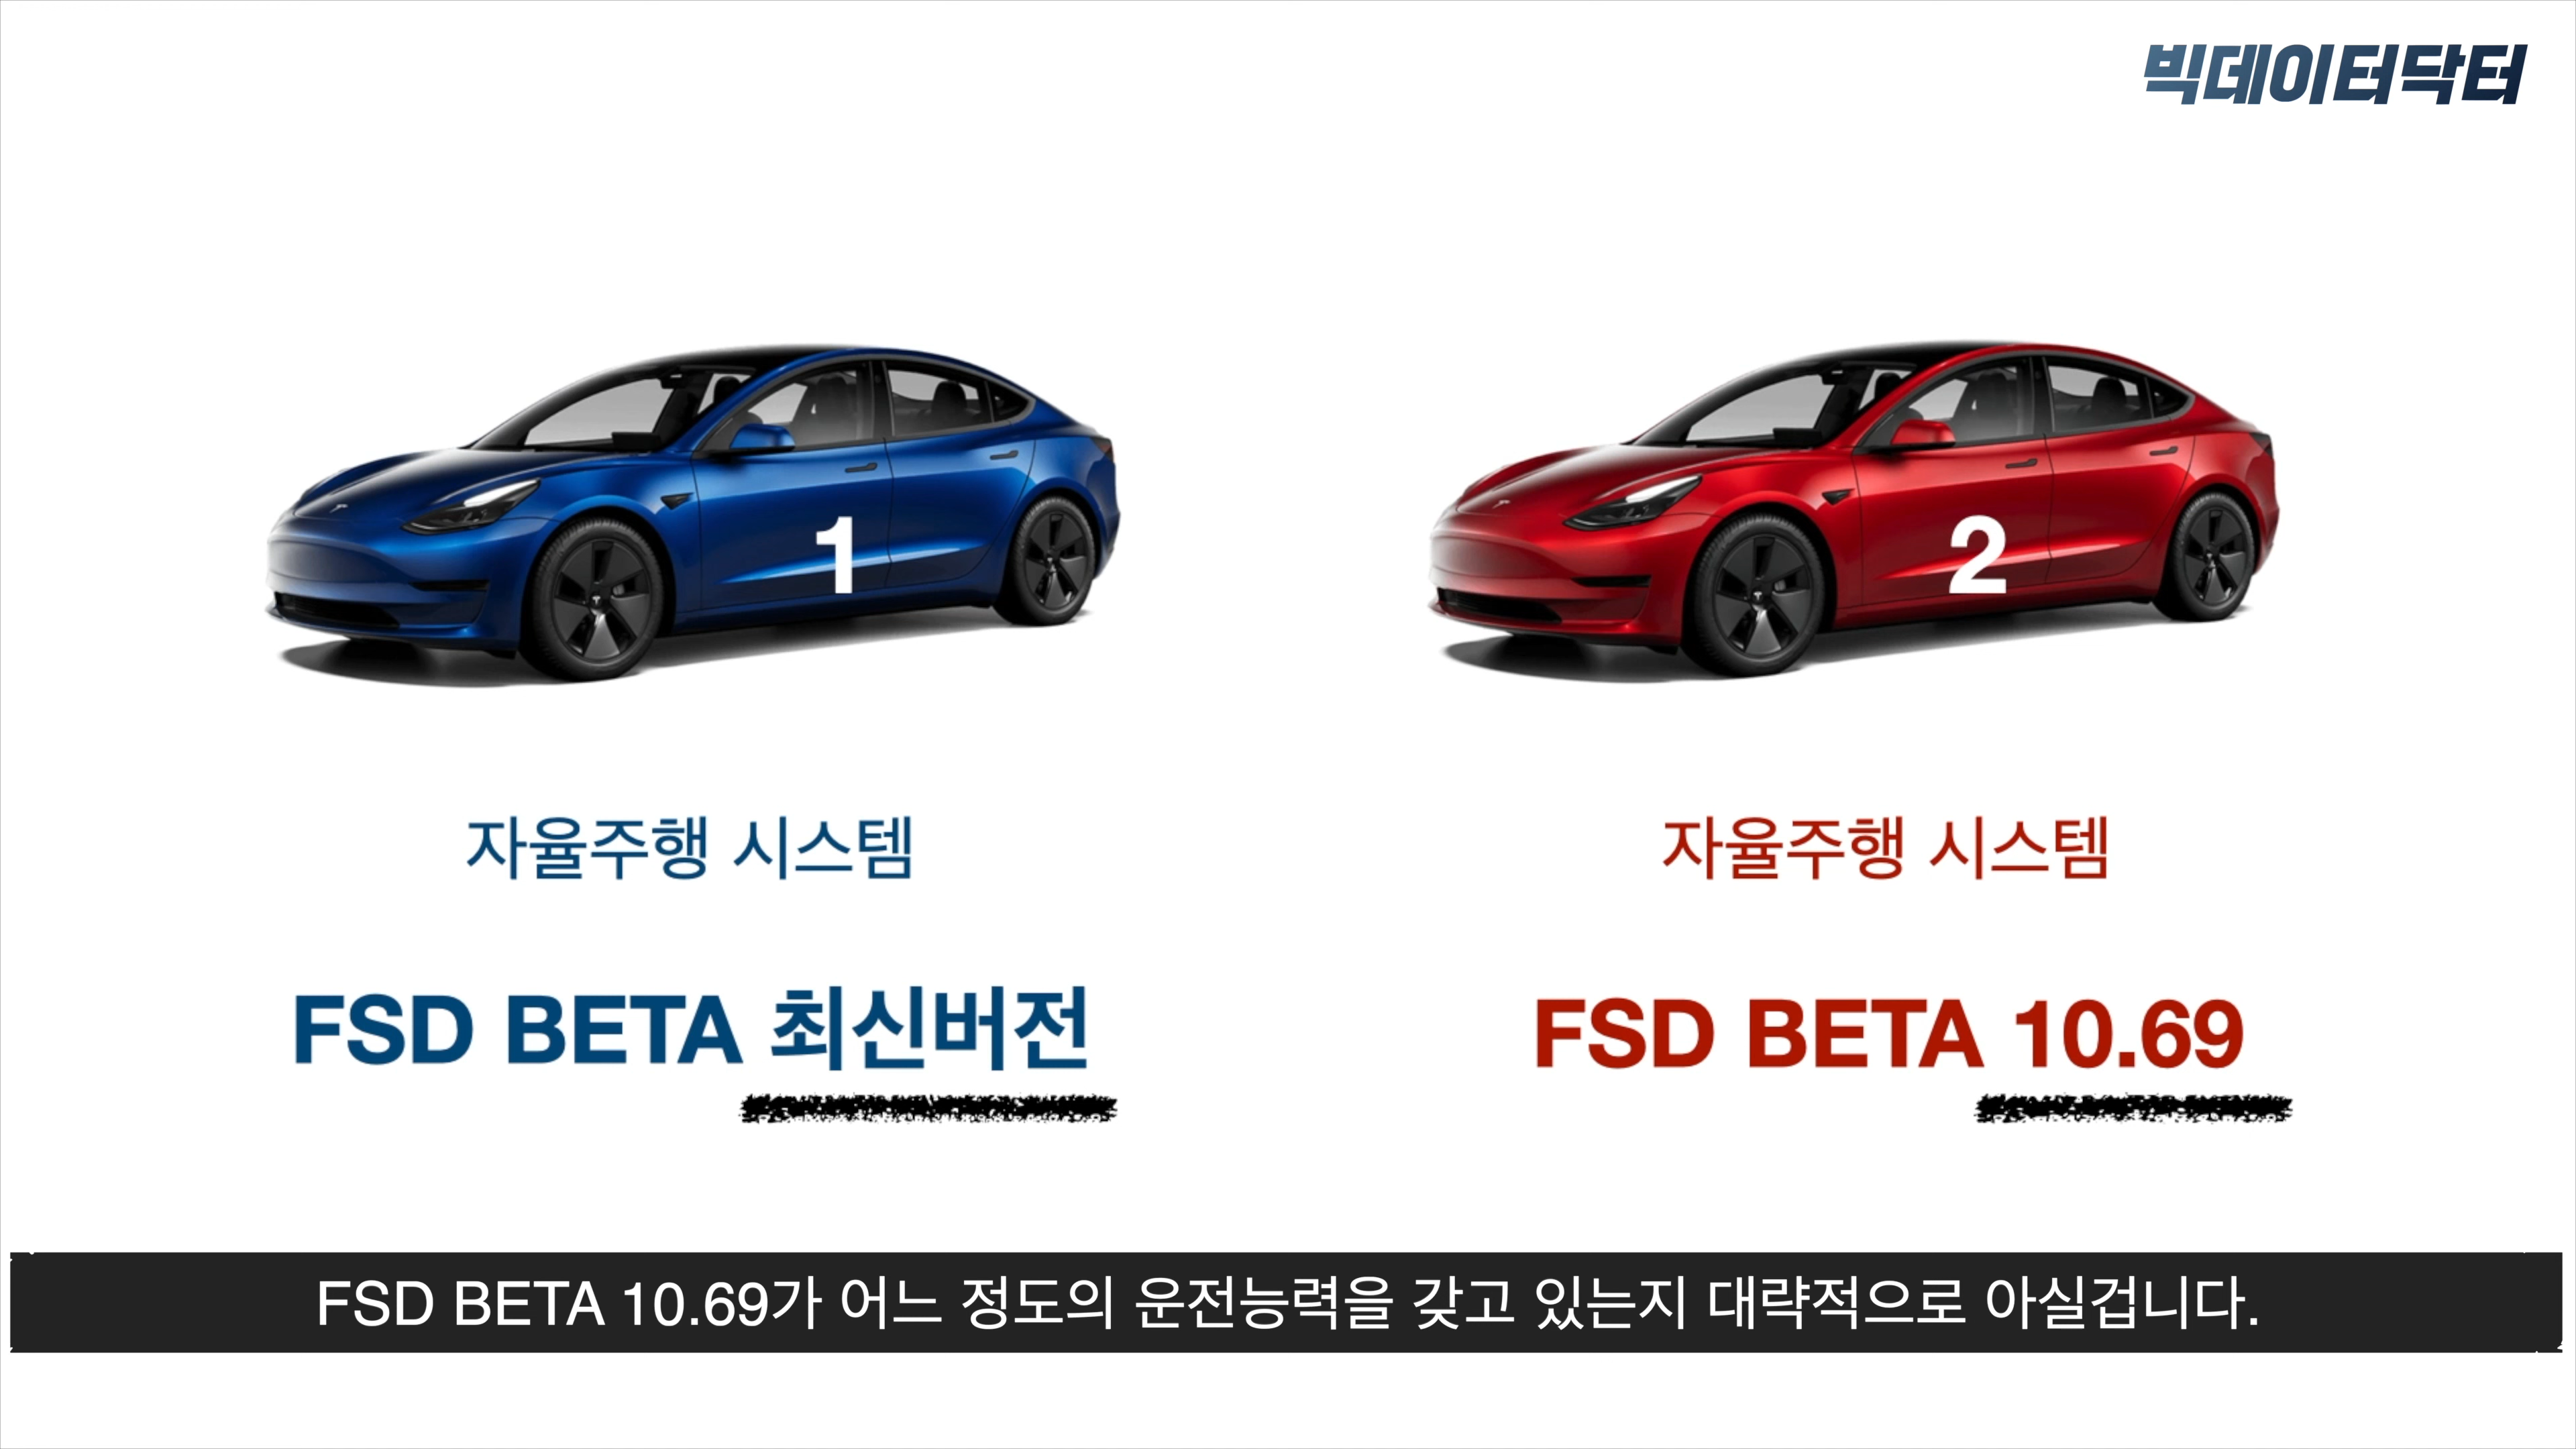 빅데이터닥터
1
2
자율주행 시스템
자율주행 시스템
FSD BETA 최신버전
FSD BETA 10.69
FSD BETA 10.69가 어느 정도의 운전능력을 갖고 있는지 대략적으로 아실겁니다.